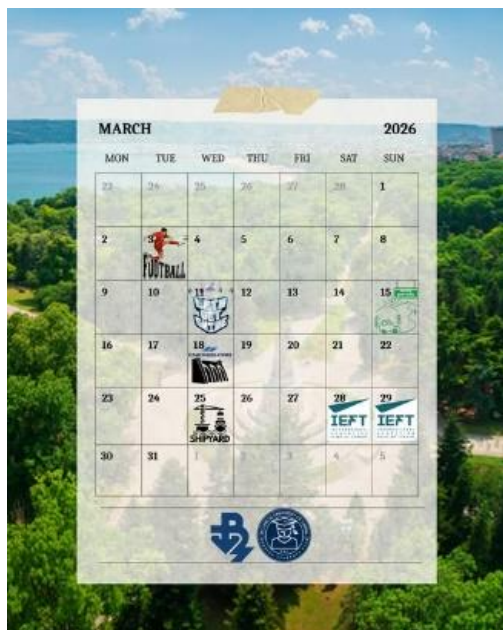 MARCH 2026
MON TUE WED THU FRI SAT SUN
23 24 25 26 27 28 1
2 3 4 5 6 7 8
FOOTBALL
9 10 11 12 13 14 15
16 17 18 19 20 21 22
23 24 25 26 27 28 29
SHIPYARD IEFT IEFT
30 31 1 2 3 4 5